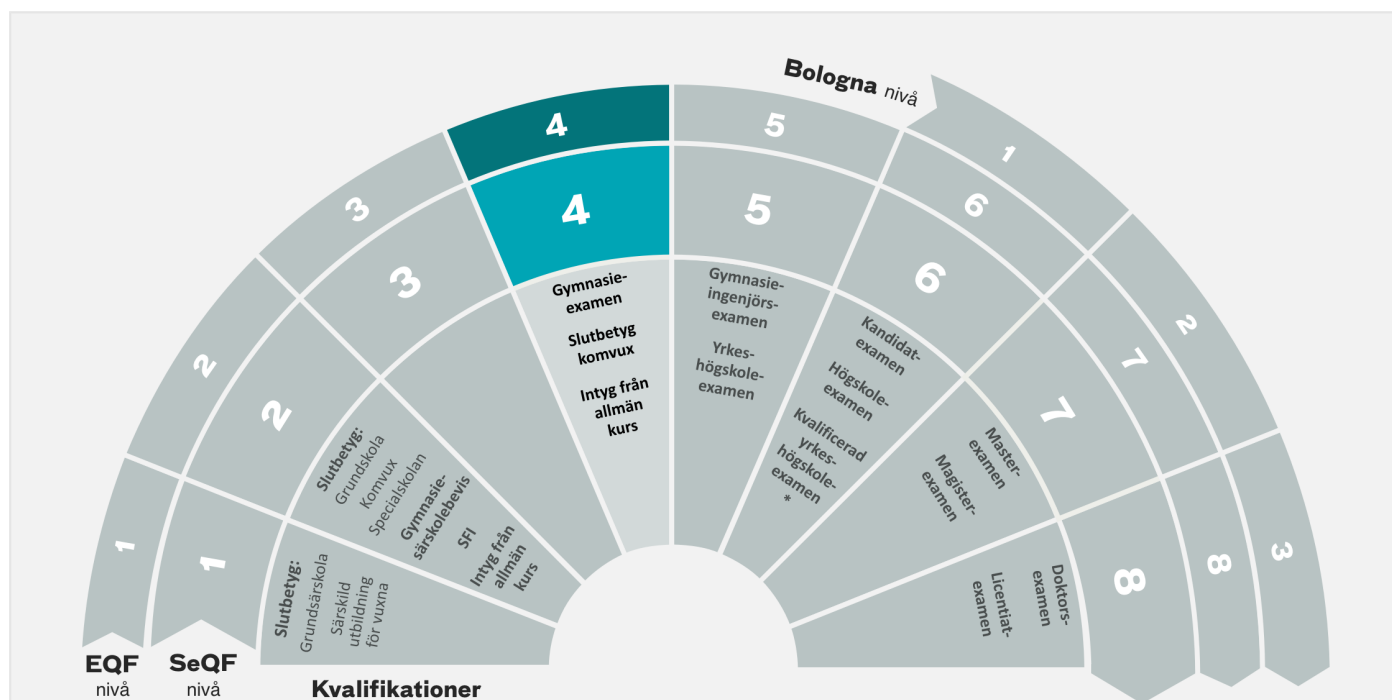 Bologna nivå
1
2
3
4
5
6
7
8
1
2
3
1
2
3
4
5
6
7
8
Slutbetyg:
Grundsärskola
Särskild
utbildning
för vuxna
Slutbetyg:
Grundskola
Komvux
Specialskolan
Gymnasie-
särskolebevis
SFI
Intyg från
allmän
kurs
Gymnasie-
examen
Slutbetyg
komvux
Intyg från
allmän
kurs
Gymnasie-
ingenjörs-
examen
Yrkes-
högskole-
examen
Kandidat-
examen
Högskole-
examen
Kvalificerad
yrkes-
högskole-
examen
*
Master-
examen
Magister-
examen
Doktors-
examen
Licentiat-
examen
EQF
nivå
SeQF
nivå
Kvalifikationer